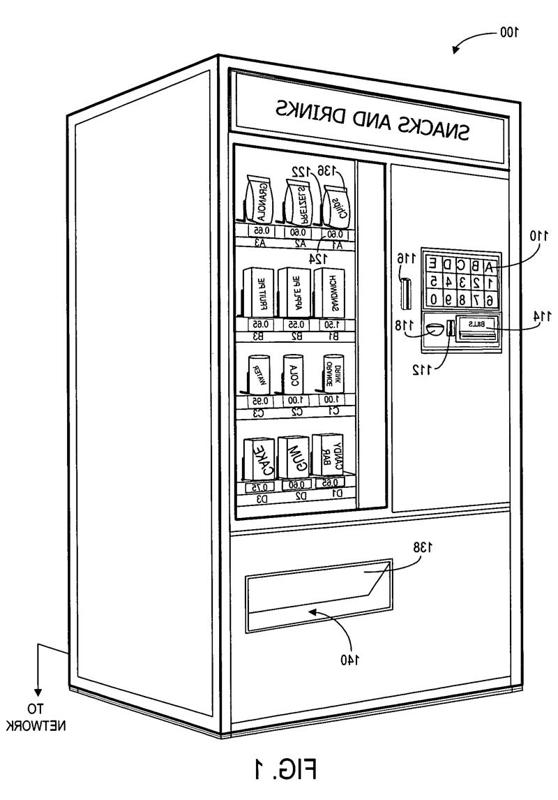 100
SNACKS AND DRINKS
136
122
Chips
PRETZELS
GRANOLA
0.60
0.60
0.65
A1
A2
A3
124
110
A B C D E
1 2 3 4 5
6 7 8 9 0
116
114
BILLS
118
112
SANDWICH
APPLE PIE
FRUIT PIE
1.50
0.55
0.65
B1
B2
B3
ORANGE
DRINK
COLA
WATER
1.00
1.00
0.95
C1
C2
C3
CANDY
BAR
GUM
CAKE
0.65
0.60
0.75
D1
D2
D3
138
140
TO
NETWORK
FIG. 1